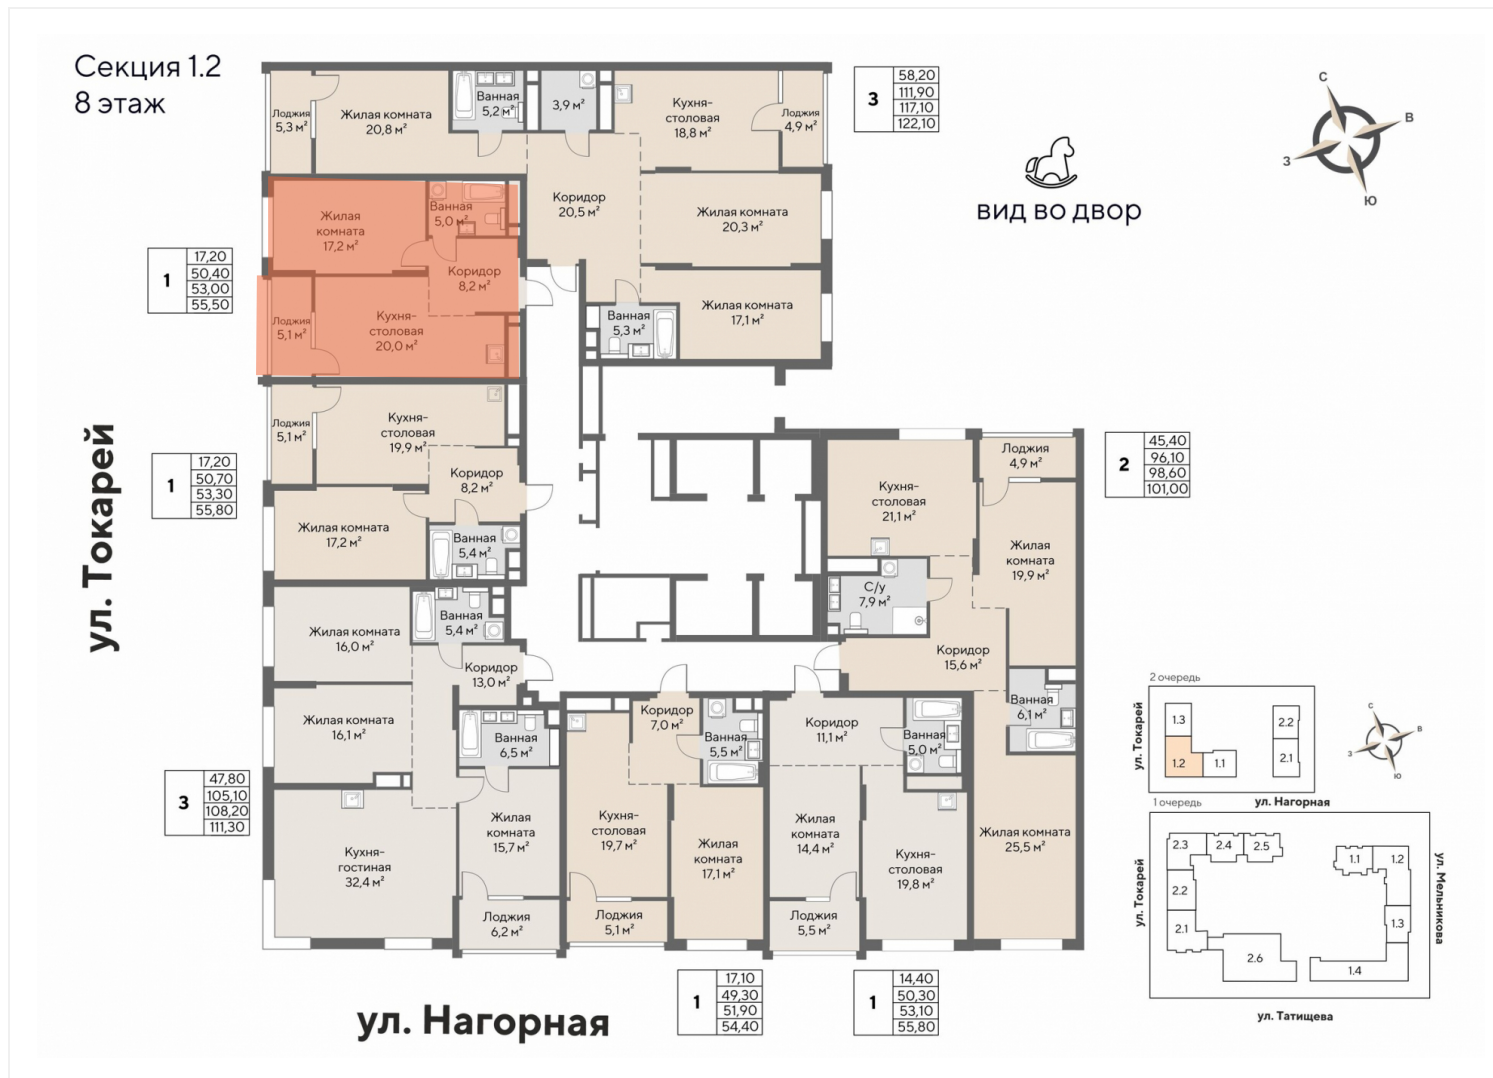 Секция 1.2
8 этаж
Лоджия
5,3 м²
Жилая комната
20,8 м²
Ванная
5,2 м²
3,9 м²
Кухня-
столовая
18,8 м²
Лоджия
4,9 м²
3
58,20
111,90
117,10
122,10
С
В
З
Ю
вид во двор
Коридор
20,5 м²
Жилая комната
20,3 м²
Жилая комната
17,1 м²
Ванная
5,3 м²
1
17,20
50,40
53,00
55,50
Жилая
комната
17,2 м²
Ванная
5,0 м²
Коридор
8,2 м²
Лоджия
5,1 м²
Кухня-
столовая
20,0 м²
ул. Токарей
1
17,20
50,70
53,30
55,80
Лоджия
5,1 м²
Кухня-
столовая
19,9 м²
Коридор
8,2 м²
Жилая комната
17,2 м²
Ванная
5,4 м²
Жилая комната
16,0 м²
Ванная
5,4 м²
Коридор
13,0 м²
Жилая комната
16,1 м²
Ванная
6,5 м²
3
47,80
105,10
108,20
111,30
Кухня-
гостиная
32,4 м²
Жилая
комната
15,7 м²
Лоджия
6,2 м²
Коридор
7,0 м²
Ванная
5,5 м²
Кухня-
столовая
19,7 м²
Жилая
комната
17,1 м²
Лоджия
5,1 м²
Коридор
11,1 м²
Ванная
5,0 м²
Жилая
комната
14,4 м²
Кухня-
столовая
19,8 м²
Лоджия
5,5 м²
Кухня-
столовая
21,1 м²
Лоджия
4,9 м²
Жилая
комната
19,9 м²
С/у
7,9 м²
Коридор
15,6 м²
Ванная
6,1 м²
Жилая комната
25,5 м²
2
45,40
96,10
98,60
101,00
1
17,10
49,30
51,90
54,40
1
14,40
50,30
53,10
55,80
ул. Нагорная
2 очередь
ул. Токарей
1.3
1.2
1.1
2.2
2.1
ул. Нагорная
С
В
З
Ю
1 очередь
ул. Токарей
2.3
2.4
2.5
2.2
2.1
2.6
1.1
1.2
1.3
1.4
ул. Мельникова
ул. Татищева